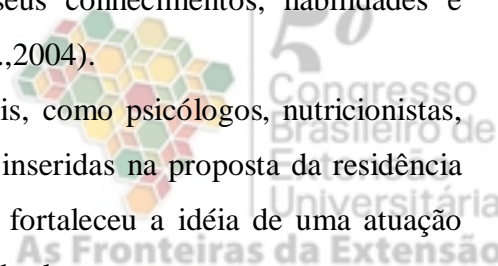 seus conhecimentos, habilidades e
.,2004).
is, como psicólogos, nutricionistas,
inseridas na proposta da residência
fortaleceu a idéia de uma atuação
5º
Congresso
Brasileiro de
Extensão
Universitária
As Fronteiras da Extensão